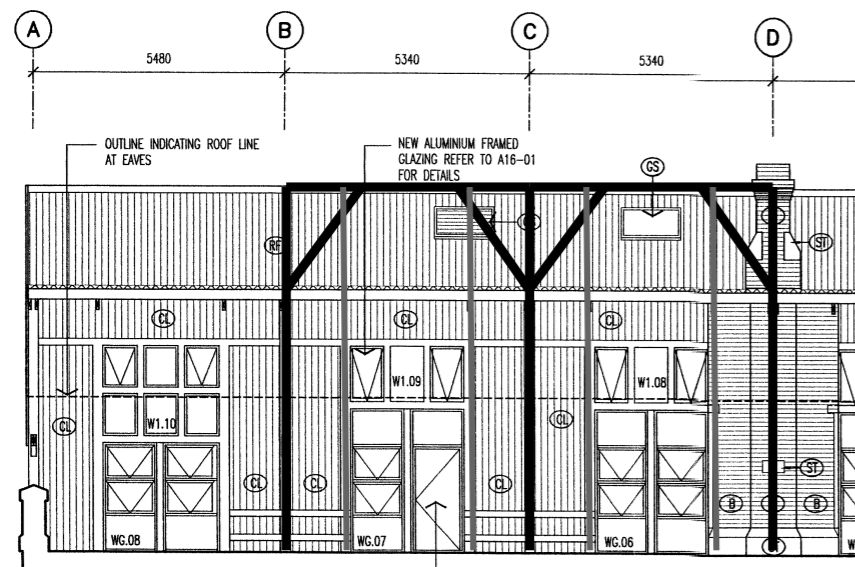 A
B
C
D
5480
5340
5340
OUTLINE INDICATING ROOF LINE
AT EAVES
NEW ALUMINIUM FRAMED
GLAZING REFER TO A16-01
FOR DETAILS
GS
RF
ST
CL
CL
CL
W1.10
W1.09
W1.08
CL
CL
CL
CL
CL
ST
B
B
WG.08
WG.07
WG.06
W